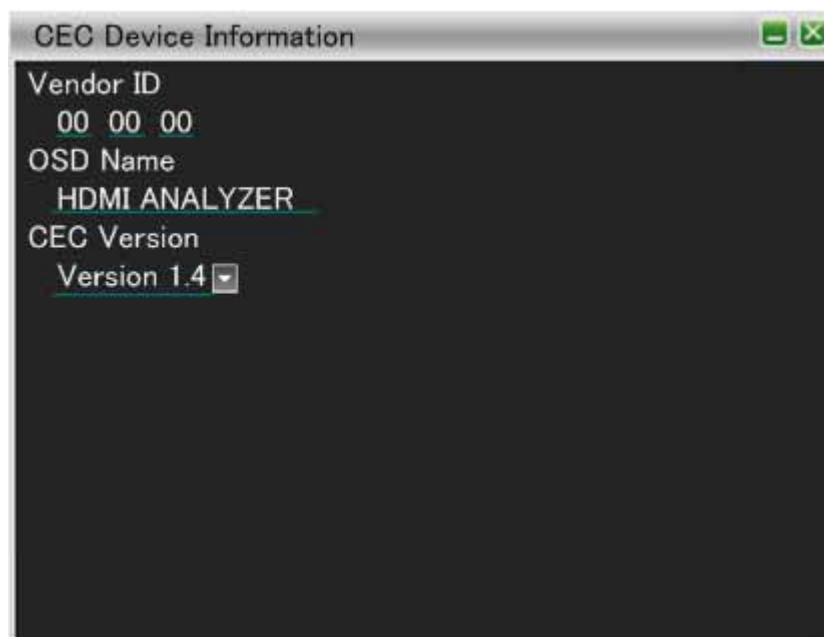 CEC Device Information
Vendor ID
00 00 00
OSD Name
HDMI ANALYZER
CEC Version
Version 1.4